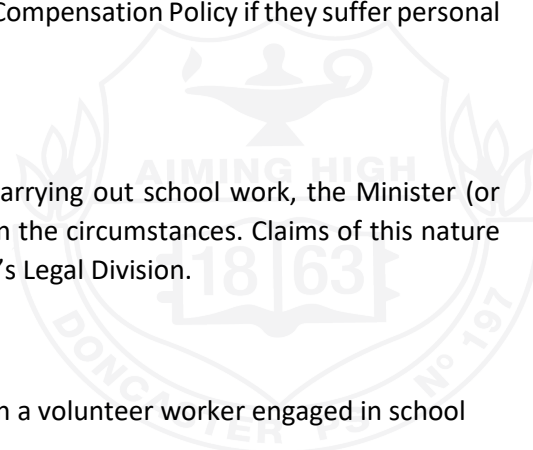 Compensation Policy if they suffer personal
AIMING HIGH
arrying out school work, the Minister (or
n the circumstances. Claims of this nature
's Legal Division.
18 63
DONCASTER PS Nº 197
n a volunteer worker engaged in school